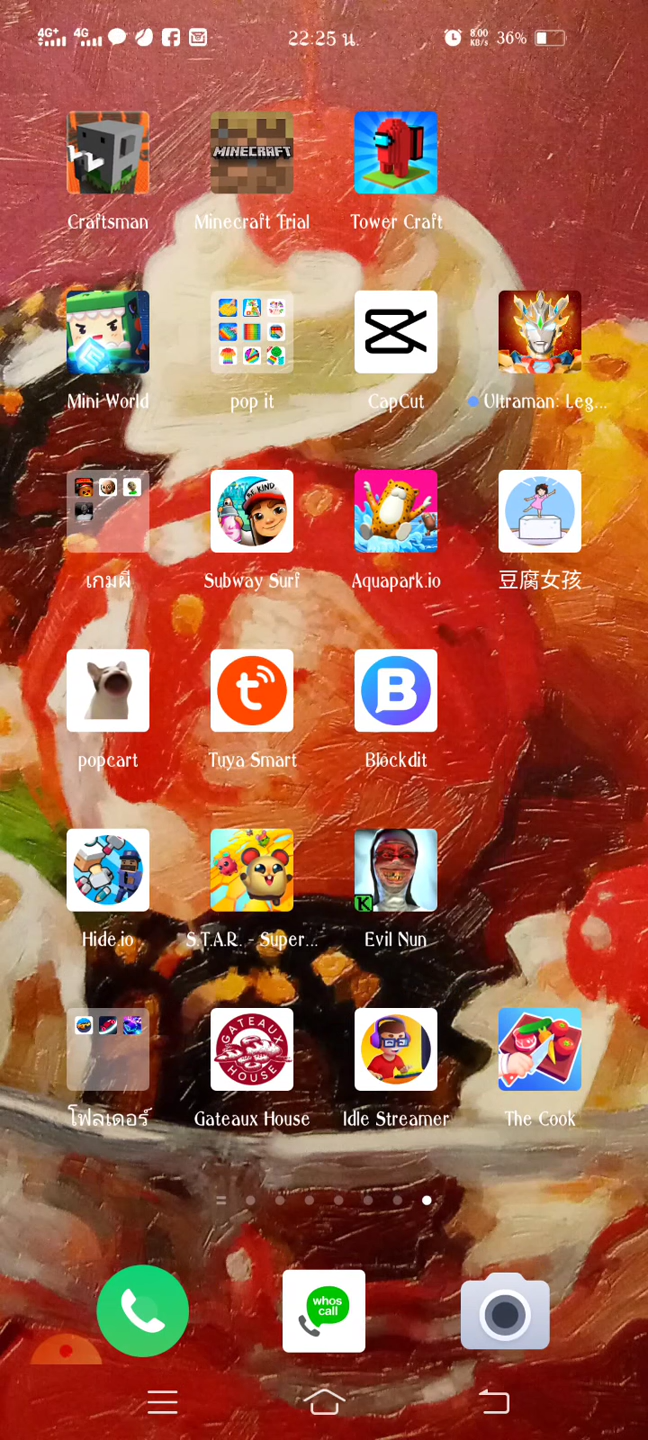 4G+ 4G 22:25 น. 8.00 KB/s 36%
MINECRAFT
Craftsman Minecraft Trial Tower Craft
Mini World pop it CapCut Ultraman: Leg...
BE KIND.
เกมผี Subway Surf Aquapark.io 豆腐女孩
t B
popcart Tuya Smart Blockdit
K
Hide.io S.T.A.R. - Super... Evil Nun
GATEAUX HOUSE
โฟลเดอร์ Gateaux House Idle Streamer The Cook
whos
call